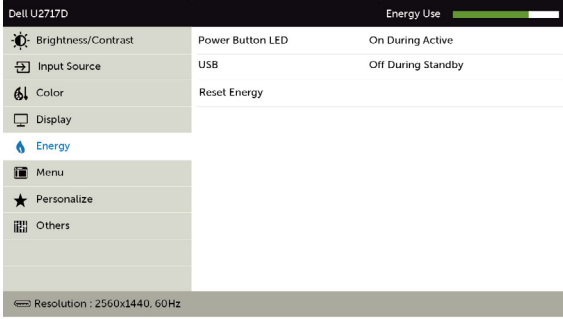 Dell U2717D Energy Use
Brightness/Contrast Power Button LED On During Active
Input Source USB Off During Standby
Color Reset Energy
Display
Energy
Menu
Personalize
Others
Resolution : 2560x1440, 60Hz